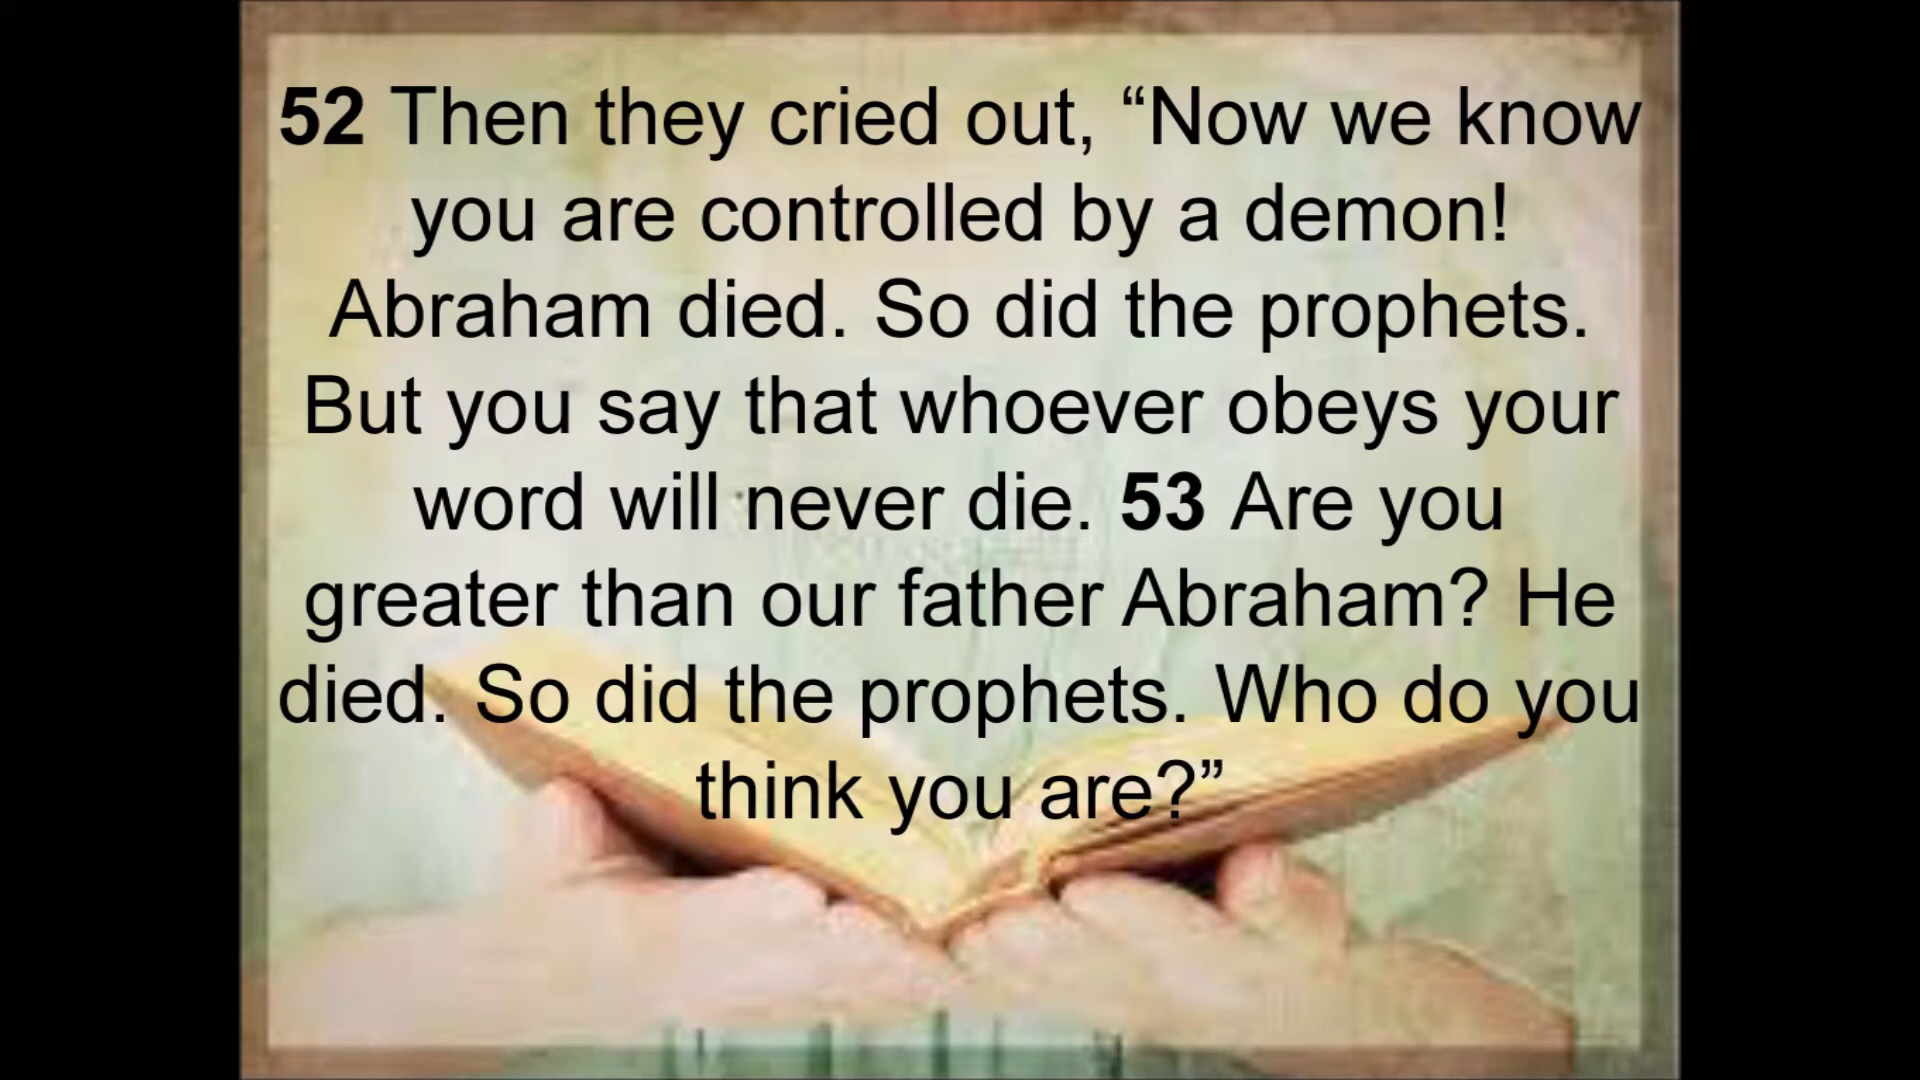 52 Then they cried out, “Now we know
you are controlled by a demon!
Abraham died. So did the prophets.
But you say that whoever obeys your
word will never die. 53 Are you
greater than our father Abraham? He
died. So did the prophets. Who do you
think you are?”